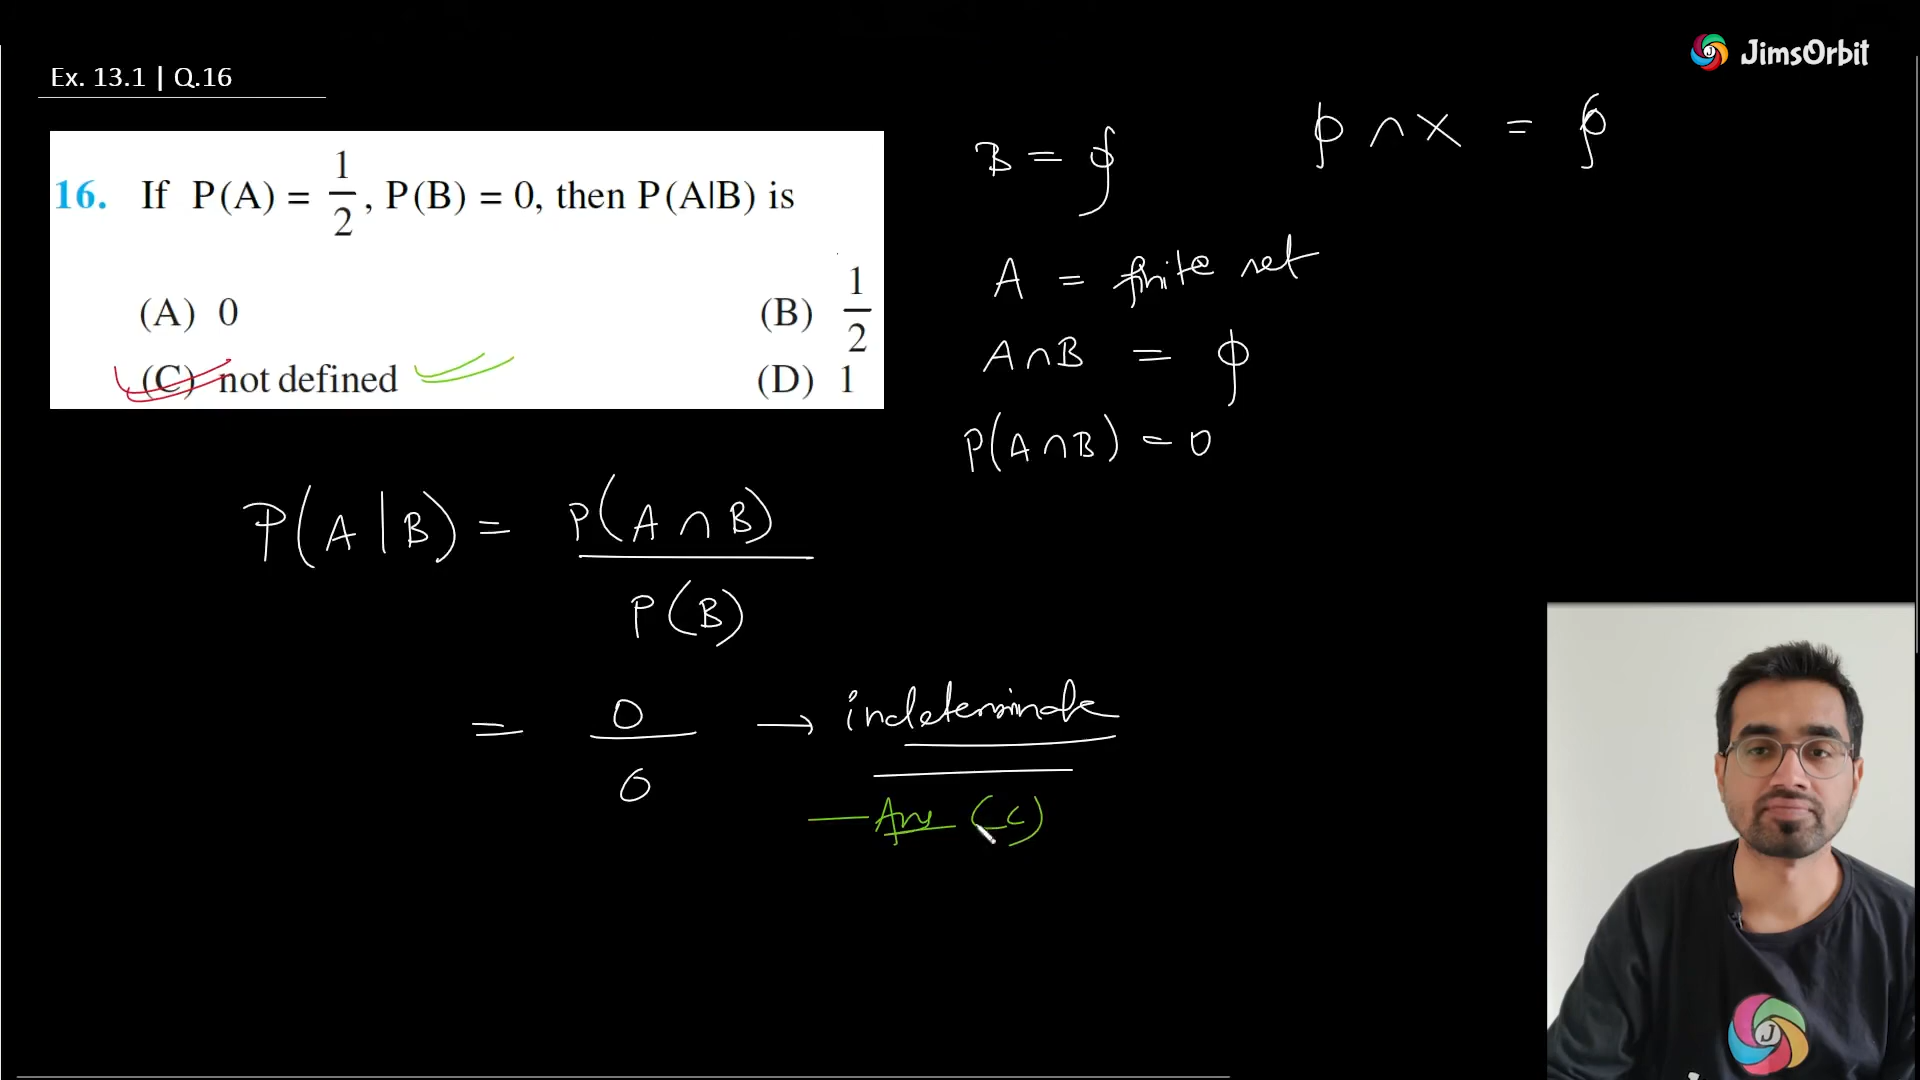 JimsOrbit
Ex. 13.1 | Q.16
16. If P(A) = 1/2, P(B) = 0, then P(A|B) is
(A) 0 (B) 1/2
(C) not defined (D) 1
B = ϕ
ϕ ∩ X = ϕ
A = finite set
A ∩ B = ϕ
P(A ∩ B) = 0
P(A | B) = P(A ∩ B) / P(B)
= 0/0 → indeterminate
— Ans (C)
J